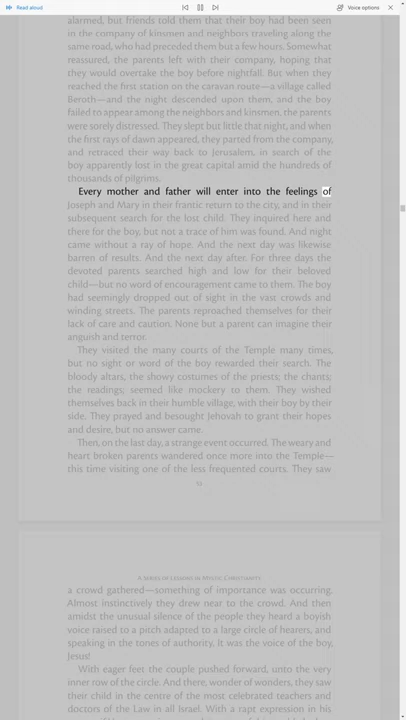 Read aloud
Voice options
alarmed, but friends told them that their boy had been seen
in the company of kinsmen and neighbors traveling along the
same road, who had preceded them but a few hours. Somewhat
reassured, the parents left with their company, hoping that
they would overtake the boy before nightfall. But when they
reached the first station on the caravan route—a village called
Beroth—and the night descended upon them, and the boy
failed to appear among the neighbors and kinsmen, the parents
were sorely distressed. They slept but little that night, and when
the first rays of dawn appeared, they parted from the company,
and retraced their way back to Jerusalem, in search of the
boy apparently lost in the great capital amid the hundreds of
thousands of pilgrims.
Every mother and father will enter into the feelings of
Joseph and Mary in their frantic return to the city, and in their
subsequent search for the lost child. They inquired here and
there for the boy, but not a trace of him was found. And night
came without a ray of hope. And the next day was likewise
barren of results. And the next day after. For three days the
devoted parents searched high and low for their beloved
child—but no word of encouragement came to them. The boy
had seemingly dropped out of sight in the vast crowds and
winding streets. The parents reproached themselves for their
lack of care and caution. None but a parent can imagine their
anguish and terror.
They visited the many courts of the Temple many times,
but no sight or word of the boy rewarded their search. The
bloody altars, the showy costumes of the priests; the chants;
the readings; seemed like mockery to them. They wished
themselves back in their humble village, with their boy by their
side. They prayed and besought Jehovah to grant their hopes
and desire, but no answer came.
Then, on the last day, a strange event occurred. The weary and
heart broken parents wandered once more into the Temple—
this time visiting one of the less frequented courts. They saw
A Series of Lessons in Mystic Christianity
a crowd gathered—something of importance was occurring.
Almost instinctively they drew near to the crowd. And then
amidst the unusual silence of the people they heard a boyish
voice raised to a pitch adapted to a large circle of hearers, and
speaking in the tones of authority. It was the voice of the boy,
Jesus!
With eager feet the couple pushed forward, unto the very
inner row of the circle. And there, wonder of wonders, they saw
their child in the centre of the most celebrated teachers and
doctors of the Law in all Israel. With a rapt expression in his